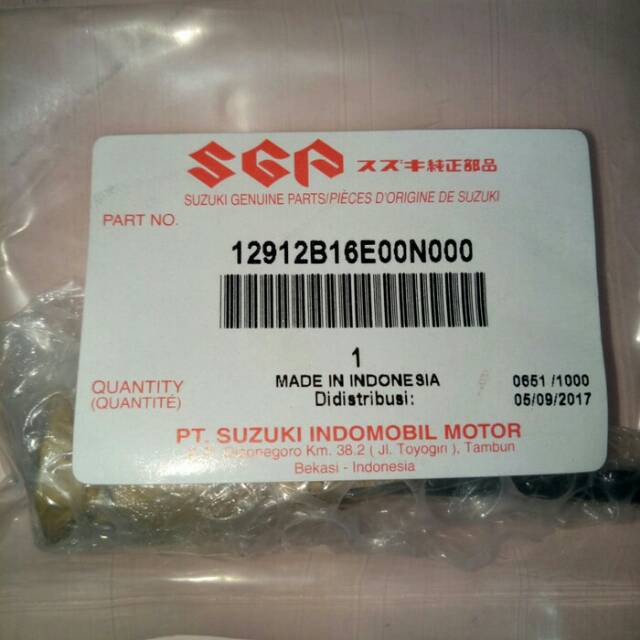 SGP スズキ純正部品
SUZUKI GENUINE PARTS/PIÈCES D'ORIGINE DE SUZUKI
PART NO.
12912B16E00N000
1
QUANTITY MADE IN INDONESIA 0651 /1000
(QUANTITÉ) Didistribusi: 05/09/2017
PT. SUZUKI INDOMOBIL MOTOR
Km. 38.2 ( Jl. Toyogiri ), Tambun
Bekasi - Indonesia